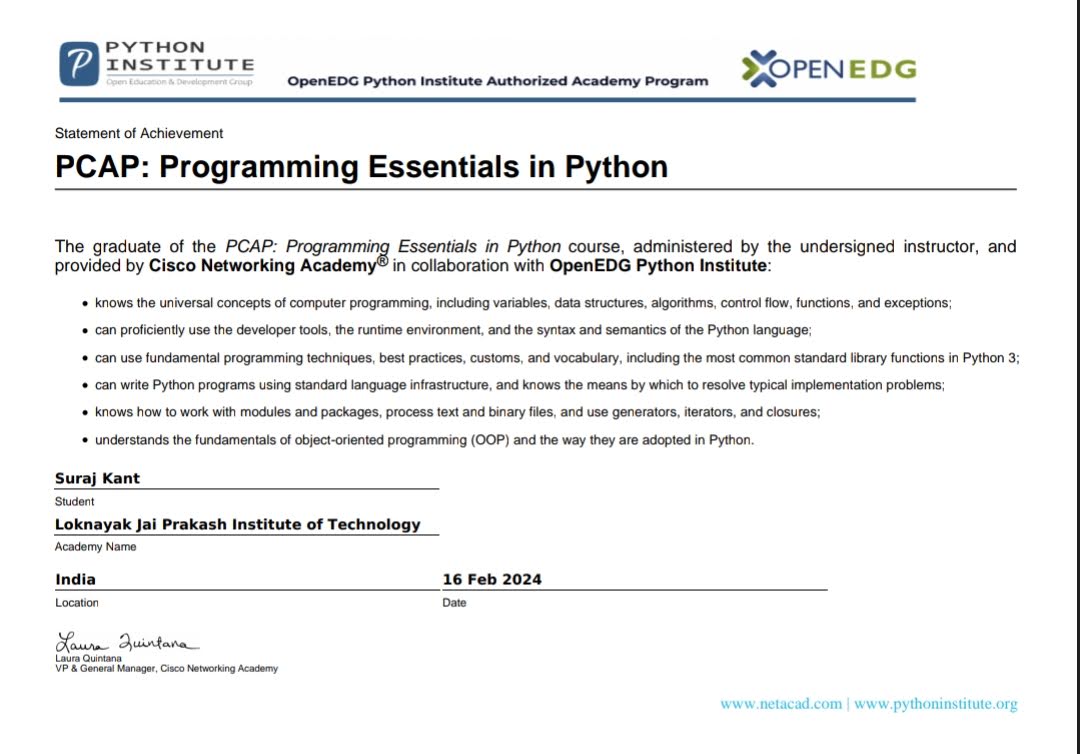 PYTHON
INSTITUTE
Open Education & Development Group
OpenEDG Python Institute Authorized Academy Program
OPENEDG
Statement of Achievement
PCAP: Programming Essentials in Python
The graduate of the PCAP: Programming Essentials in Python course, administered by the undersigned instructor, and
provided by Cisco Networking Academy® in collaboration with OpenEDG Python Institute:
• knows the universal concepts of computer programming, including variables, data structures, algorithms, control flow, functions, and exceptions;
• can proficiently use the developer tools, the runtime environment, and the syntax and semantics of the Python language;
• can use fundamental programming techniques, best practices, customs, and vocabulary, including the most common standard library functions in Python 3;
• can write Python programs using standard language infrastructure, and knows the means by which to resolve typical implementation problems;
• knows how to work with modules and packages, process text and binary files, and use generators, iterators, and closures;
• understands the fundamentals of object-oriented programming (OOP) and the way they are adopted in Python.
Suraj Kant
Student
Loknayak Jai Prakash Institute of Technology
Academy Name
India 16 Feb 2024
Location Date
Laura Quintana
Laura Quintana
VP & General Manager, Cisco Networking Academy
www.netacad.com | www.pythoninstitute.org